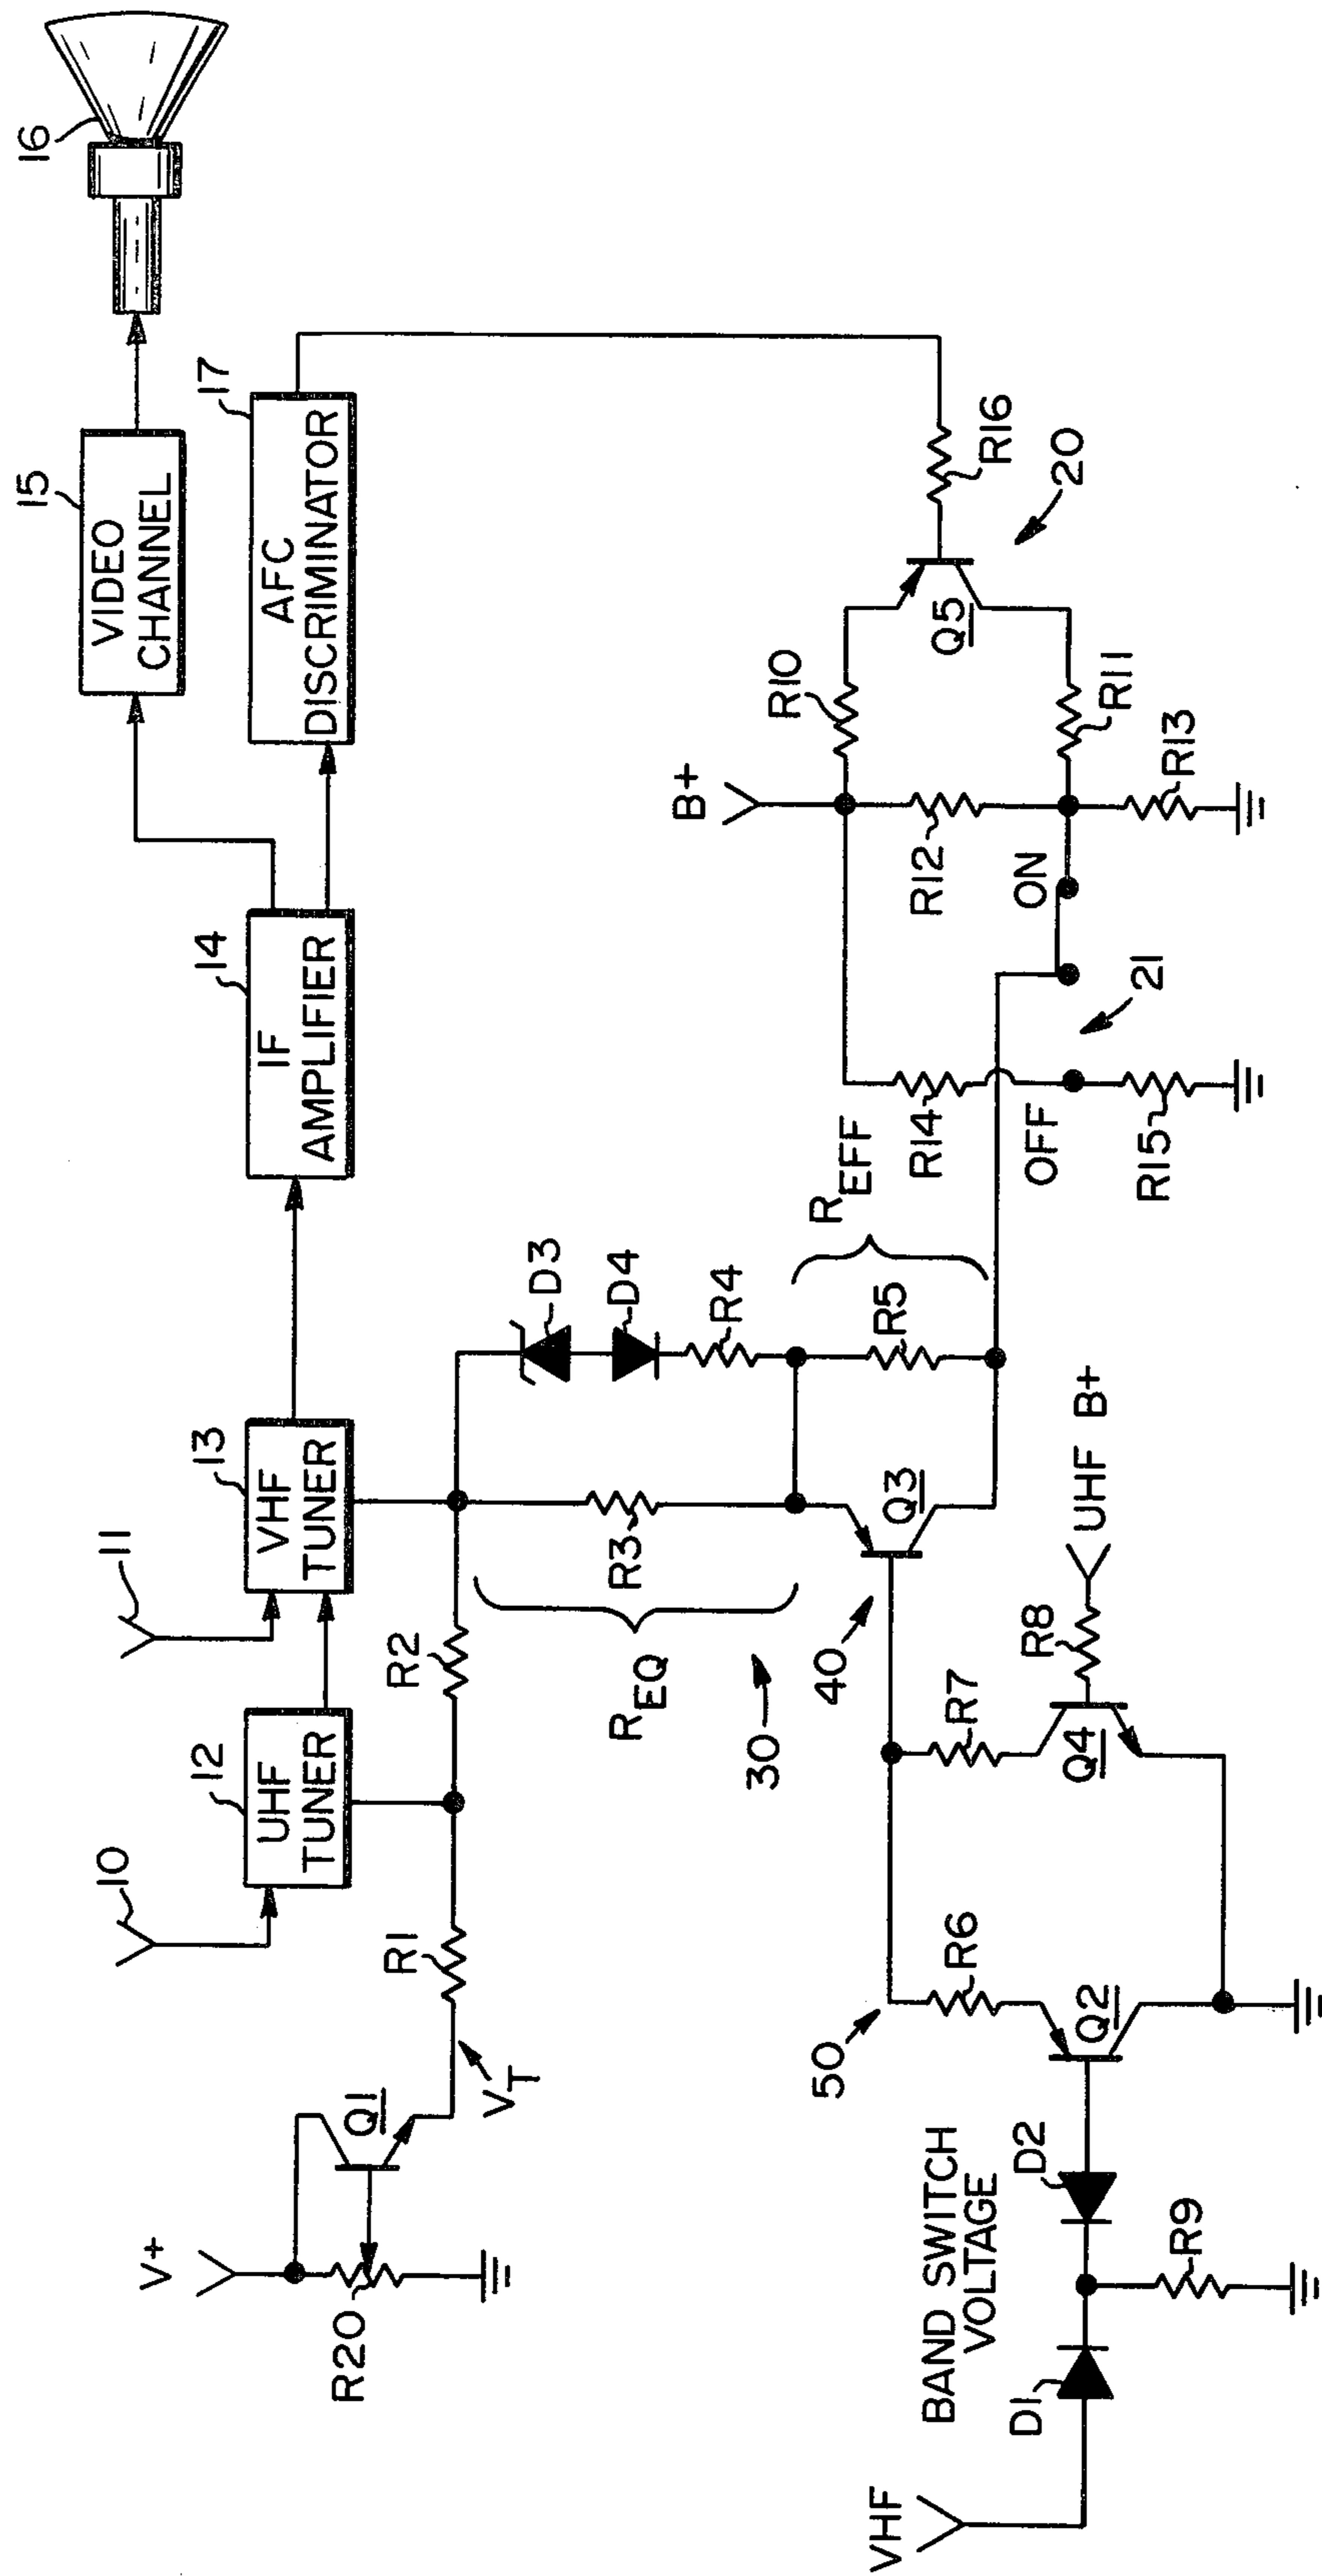 16
15
VIDEO
CHANNEL
17
AFC
DISCRIMINATOR
14
IF
AMPLIFIER
11
13
VHF
TUNER
10
12
UHF
TUNER
V+
R20
Q1
VT
R1
R2
R3
REQ
30
D3
D4
R4
R5
REFF
Q3
40
50
R6
R7
Q2
Q4
R8
UHF B+
BAND SWITCH
VOLTAGE
VHF
D1
D2
R9
B+
R10
R12
R11
R13
R14
R15
OFF
ON
21
Q5
R16
20